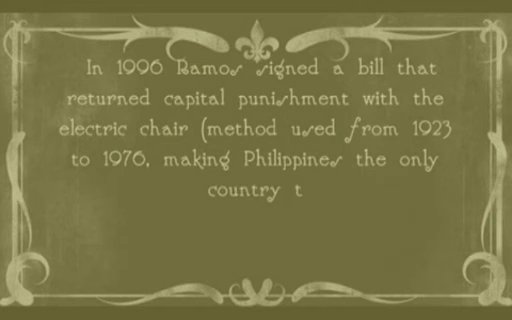 In 1996 Ramos signed a bill that
returned capital punishment with the
electric chair (method used from 1923
to 1976, making Philippines the only
country t